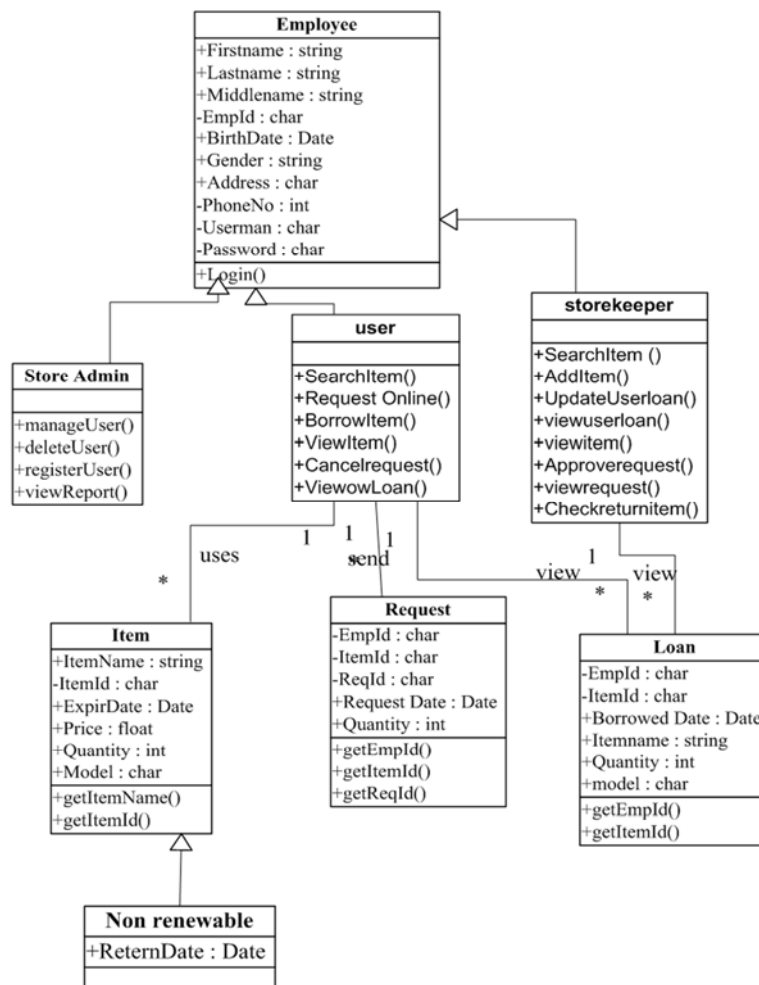 Employee
+Firstname : string
+Lastname : string
+Middlename : string
-EmpId : char
+BirthDate : Date
+Gender : string
+Address : char
-PhoneNo : int
-Userman : char
-Password : char
+Login()
Store Admin
+manageUser()
+deleteUser()
+registerUser()
+viewReport()
user
+SearchItem()
+Request Online()
+BorrowItem()
+ViewItem()
+Cancelrequest()
+ViewowLoan()
storekeeper
+SearchItem ()
+AddItem()
+UpdateUserloan()
+viewuserloan()
+viewitem()
+Approverequest()
+viewrequest()
+Checkreturnitem()
uses
1
*
1
send
*
1
view
*
1
view
*
Item
+ItemName : string
-ItemId : char
+ExpirDate : Date
+Price : float
+Quantity : int
+Model : char
+getItemName()
+getItemId()
Request
-EmpId : char
-ItemId : char
-ReqId : char
+Request Date : Date
+Quantity : int
+getEmpId()
+getItemId()
+getReqId()
Loan
-EmpId : char
-ItemId : char
+Borrowed Date : Date
+Itemname : string
+Quantity : int
+model : char
+getEmpId()
+getItemId()
Non renewable
+ReternDate : Date